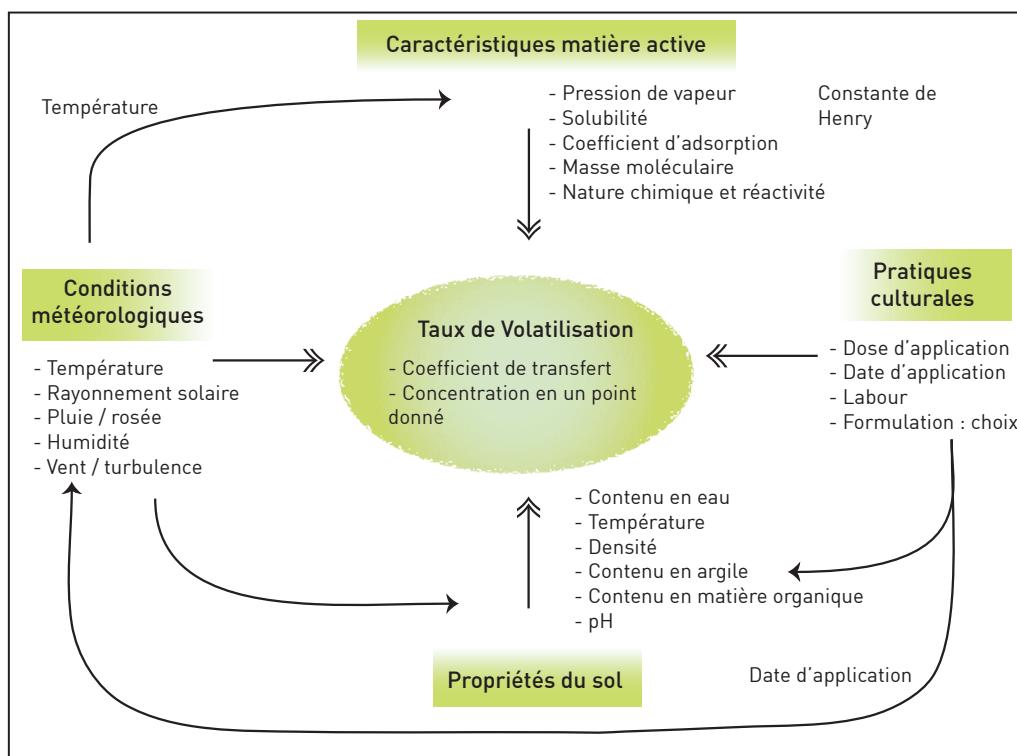 Caractéristiques matière active
Température
- Pression de vapeur
- Solubilité
- Coefficient d'adsorption
- Masse moléculaire
- Nature chimique et réactivité
Constante de
Henry
Conditions
météorologiques
- Température
- Rayonnement solaire
- Pluie / rosée
- Humidité
- Vent / turbulence
Taux de Volatilisation
- Coefficient de transfert
- Concentration en un point
donné
Pratiques
culturales
- Dose d'application
- Date d'application
- Labour
- Formulation : choix
- Contenu en eau
- Température
- Densité
- Contenu en argile
- Contenu en matière organique
- pH
Propriétés du sol
Date d'application